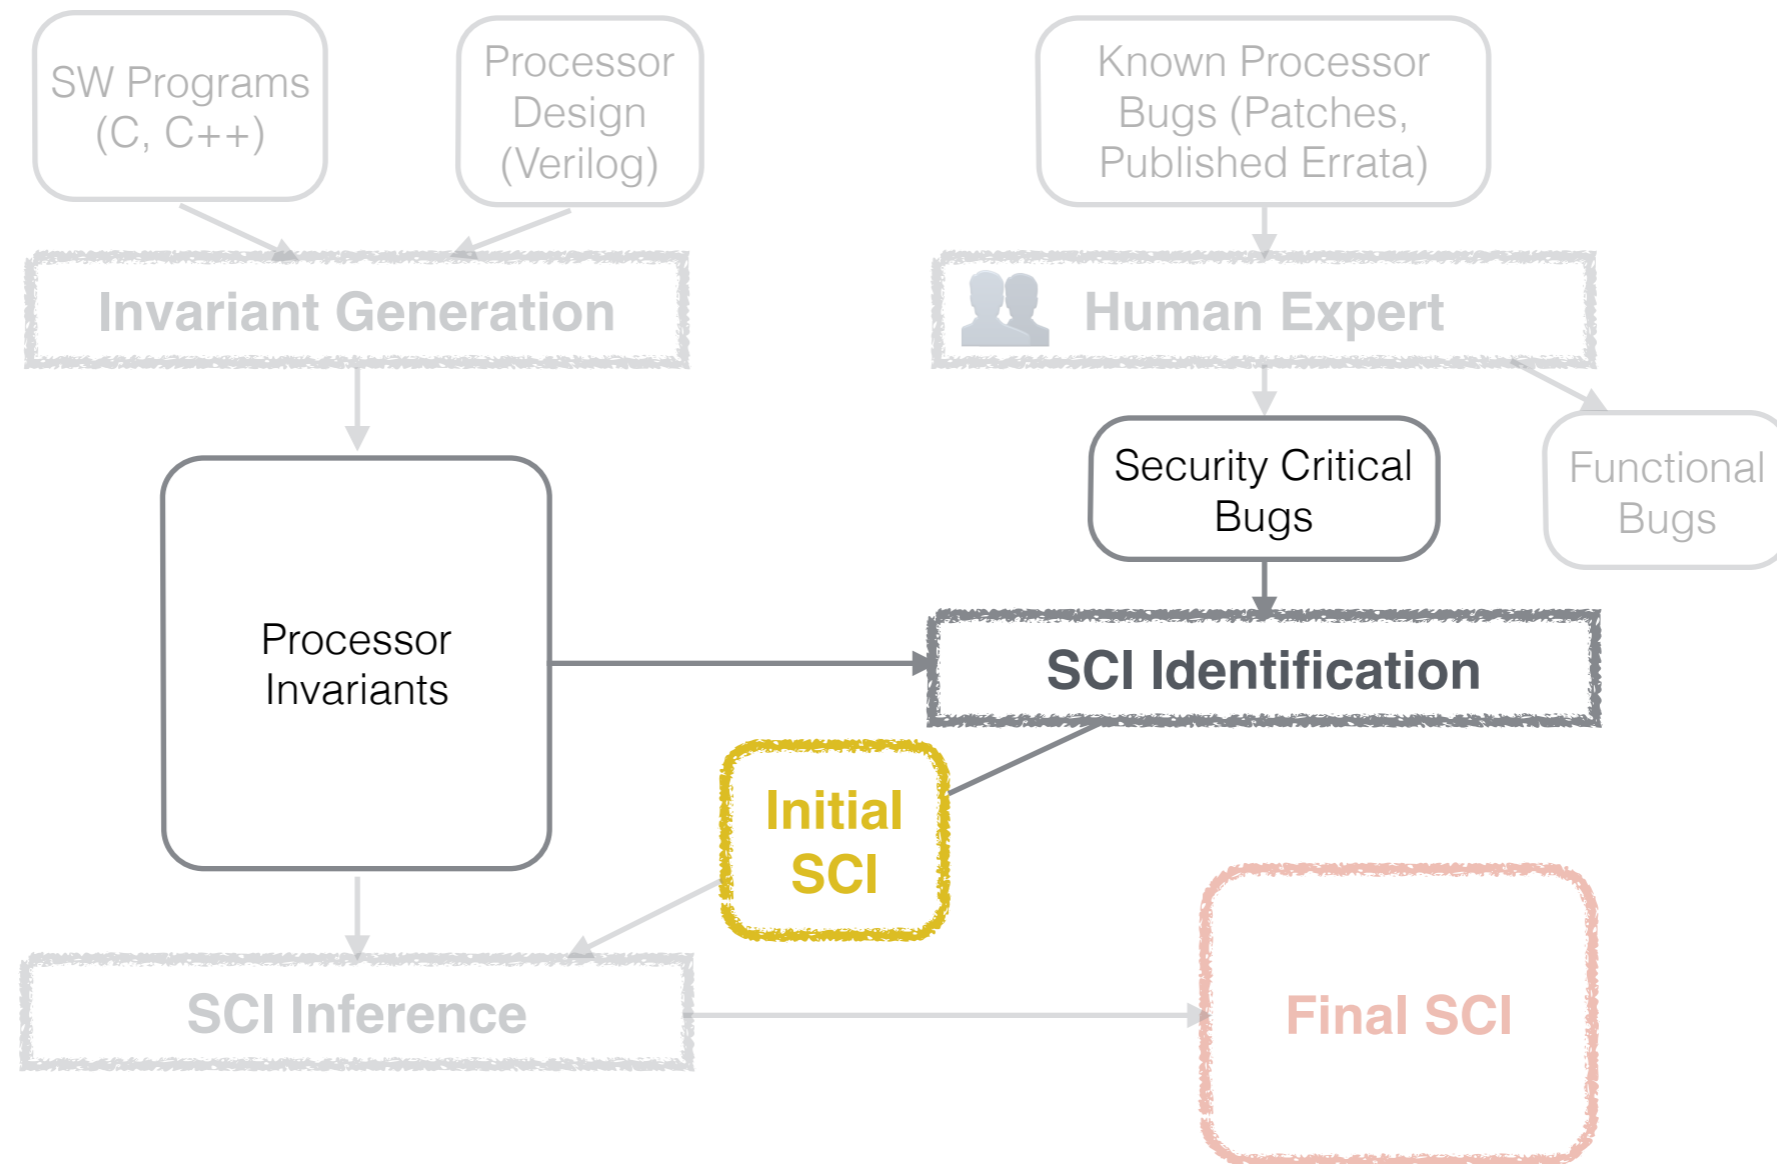 SW Programs
(C, C++)
Processor
Design
(Verilog)
Known Processor
Bugs (Patches,
Published Errata)
Invariant Generation
Human Expert
Security Critical
Bugs
Functional
Bugs
Processor
Invariants
SCI Identification
Initial
SCI
SCI Inference
Final SCI